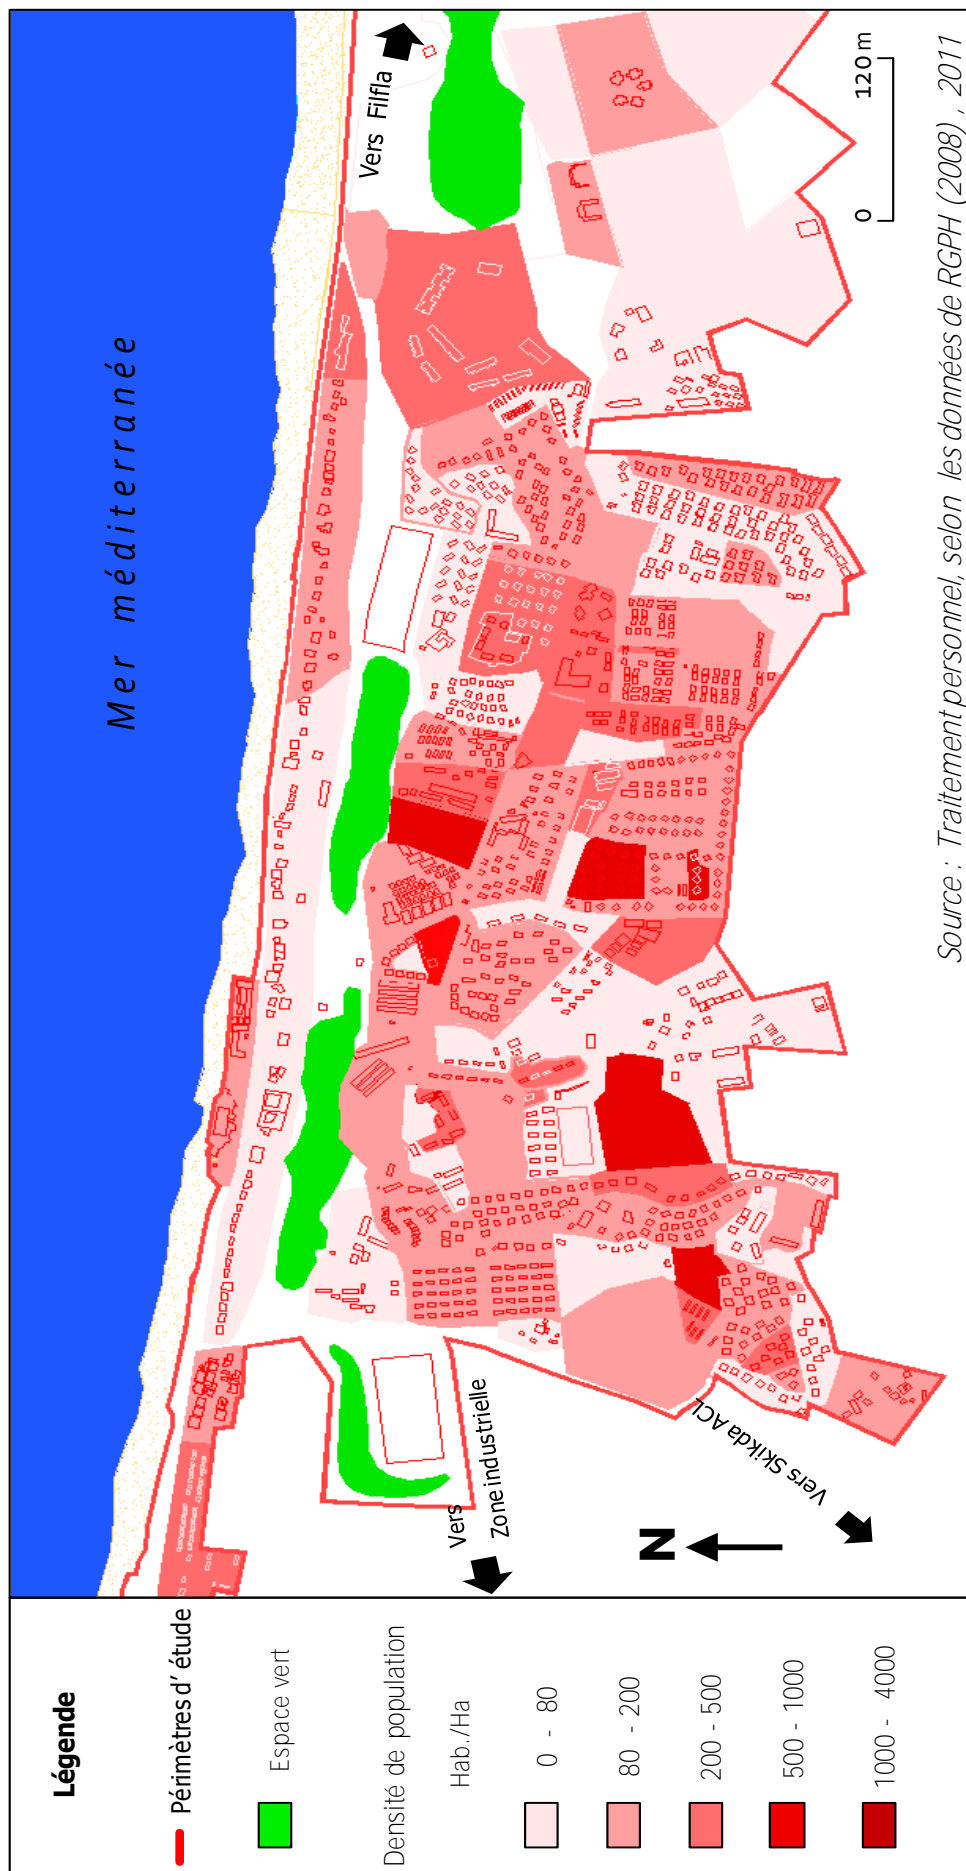 Mer méditerranée
Vers Filfla
0 120 m
Vers
Zone industrielle
Vers Skikda ACL
N
Légende
Périmètres d' étude
Espace vert
Densité de population
Hab./Ha
0 - 80
80 - 200
200 - 500
500 - 1000
1000 - 4000
Source : Traitement personnel, selon les données de RGPH (2008) , 2011